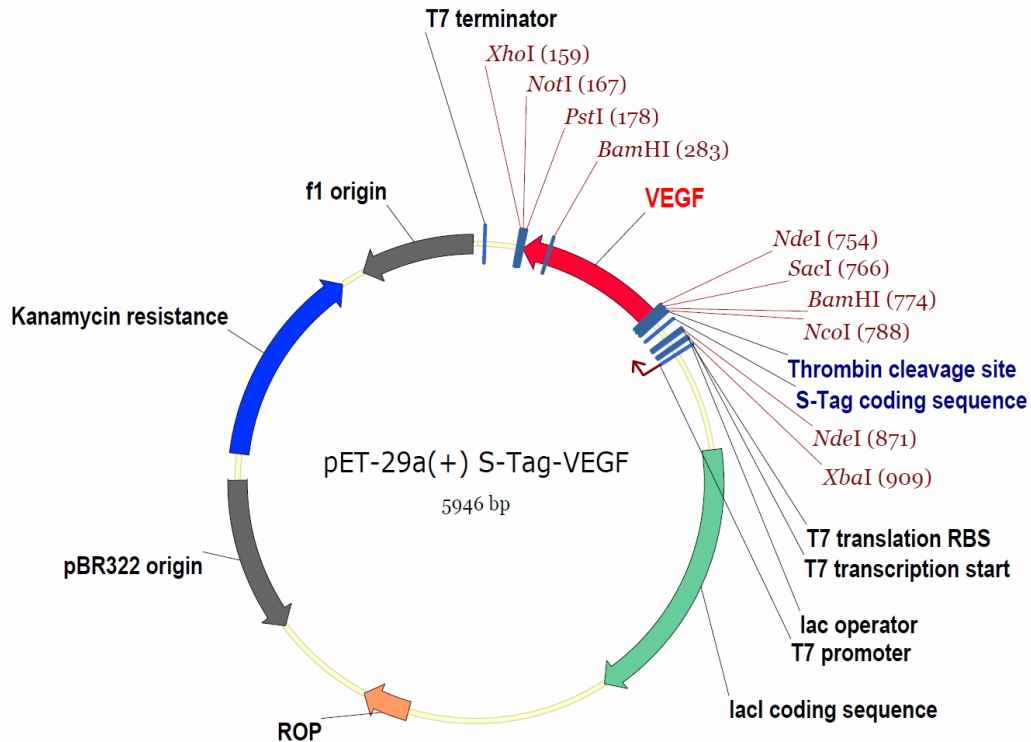 T7 terminator
XhoI (159)
NotI (167)
PstI (178)
BamHI (283)
VEGF
f1 origin
NdeI (754)
SacI (766)
BamHI (774)
NcoI (788)
Kanamycin resistance
Thrombin cleavage site
S-Tag coding sequence
NdeI (871)
XbaI (909)
pET-29a(+) S-Tag-VEGF
5946 bp
T7 translation RBS
T7 transcription start
pBR322 origin
lac operator
T7 promoter
lacI coding sequence
ROP